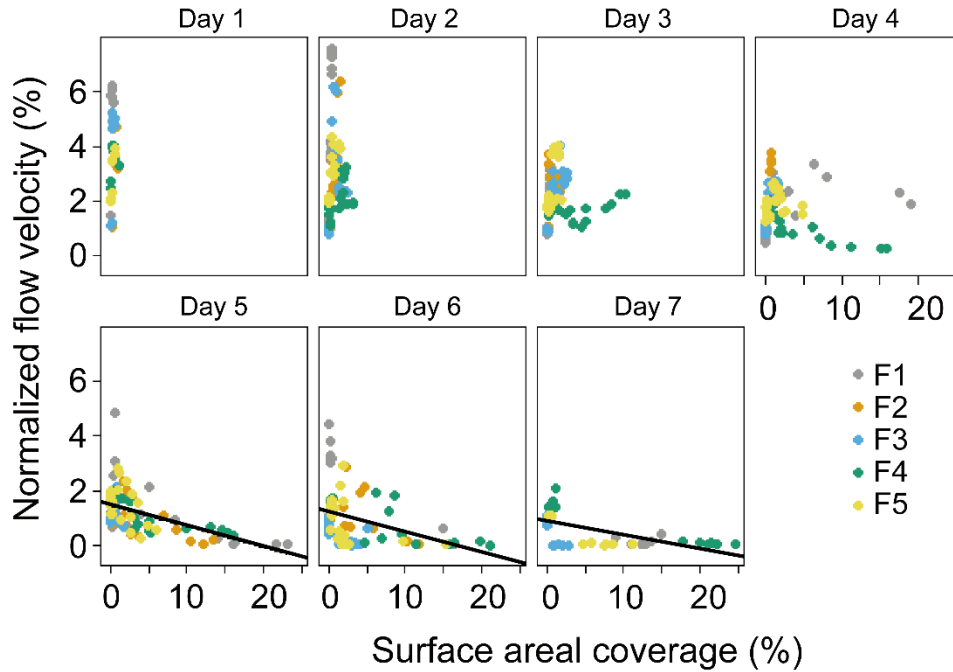 Day 1 Day 2 Day 3 Day 4
Normalized flow velocity (%)
6
4
2
0
0 10 20
Day 5 Day 6 Day 7
6
4
2
0
F1
F2
F3
F4
F5
0 10 20 0 10 20 0 10 20
Surface areal coverage (%)